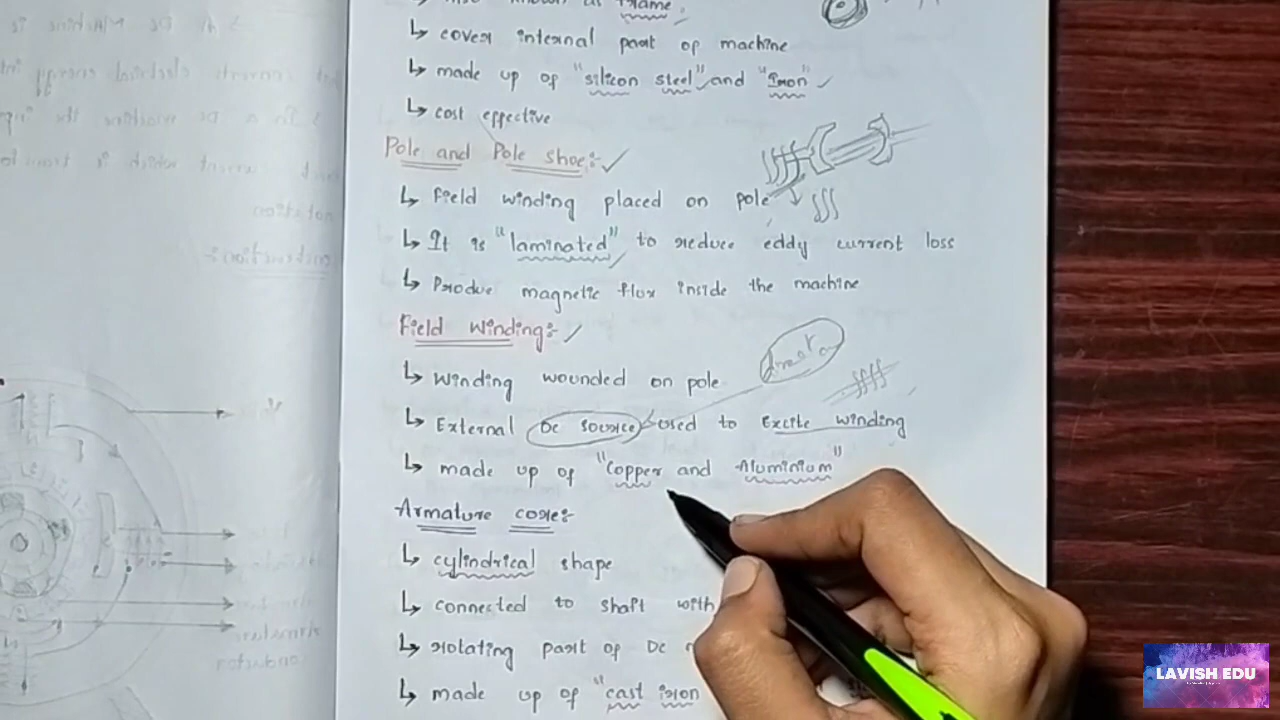 Frame.
↳ cover internal part of machine
↳ made up of "silicon steel" and "Iron"
↳ cost effective
Pole and Pole shoe:-
↳ Field winding placed on pole
↳ It is "laminated" to reduce eddy current loss
↳ Produe magnetic flux inside the machine
Field Winding:-
↳ Winding wounded on pole
↳ External DC source used to Excite winding
↳ made up of "Copper and Aluminium"
Armature core:-
↳ cylindrical shape
↳ connected to shaft with
↳ rotating part of DC
↳ made up of "cast iron
LAVISH EDU